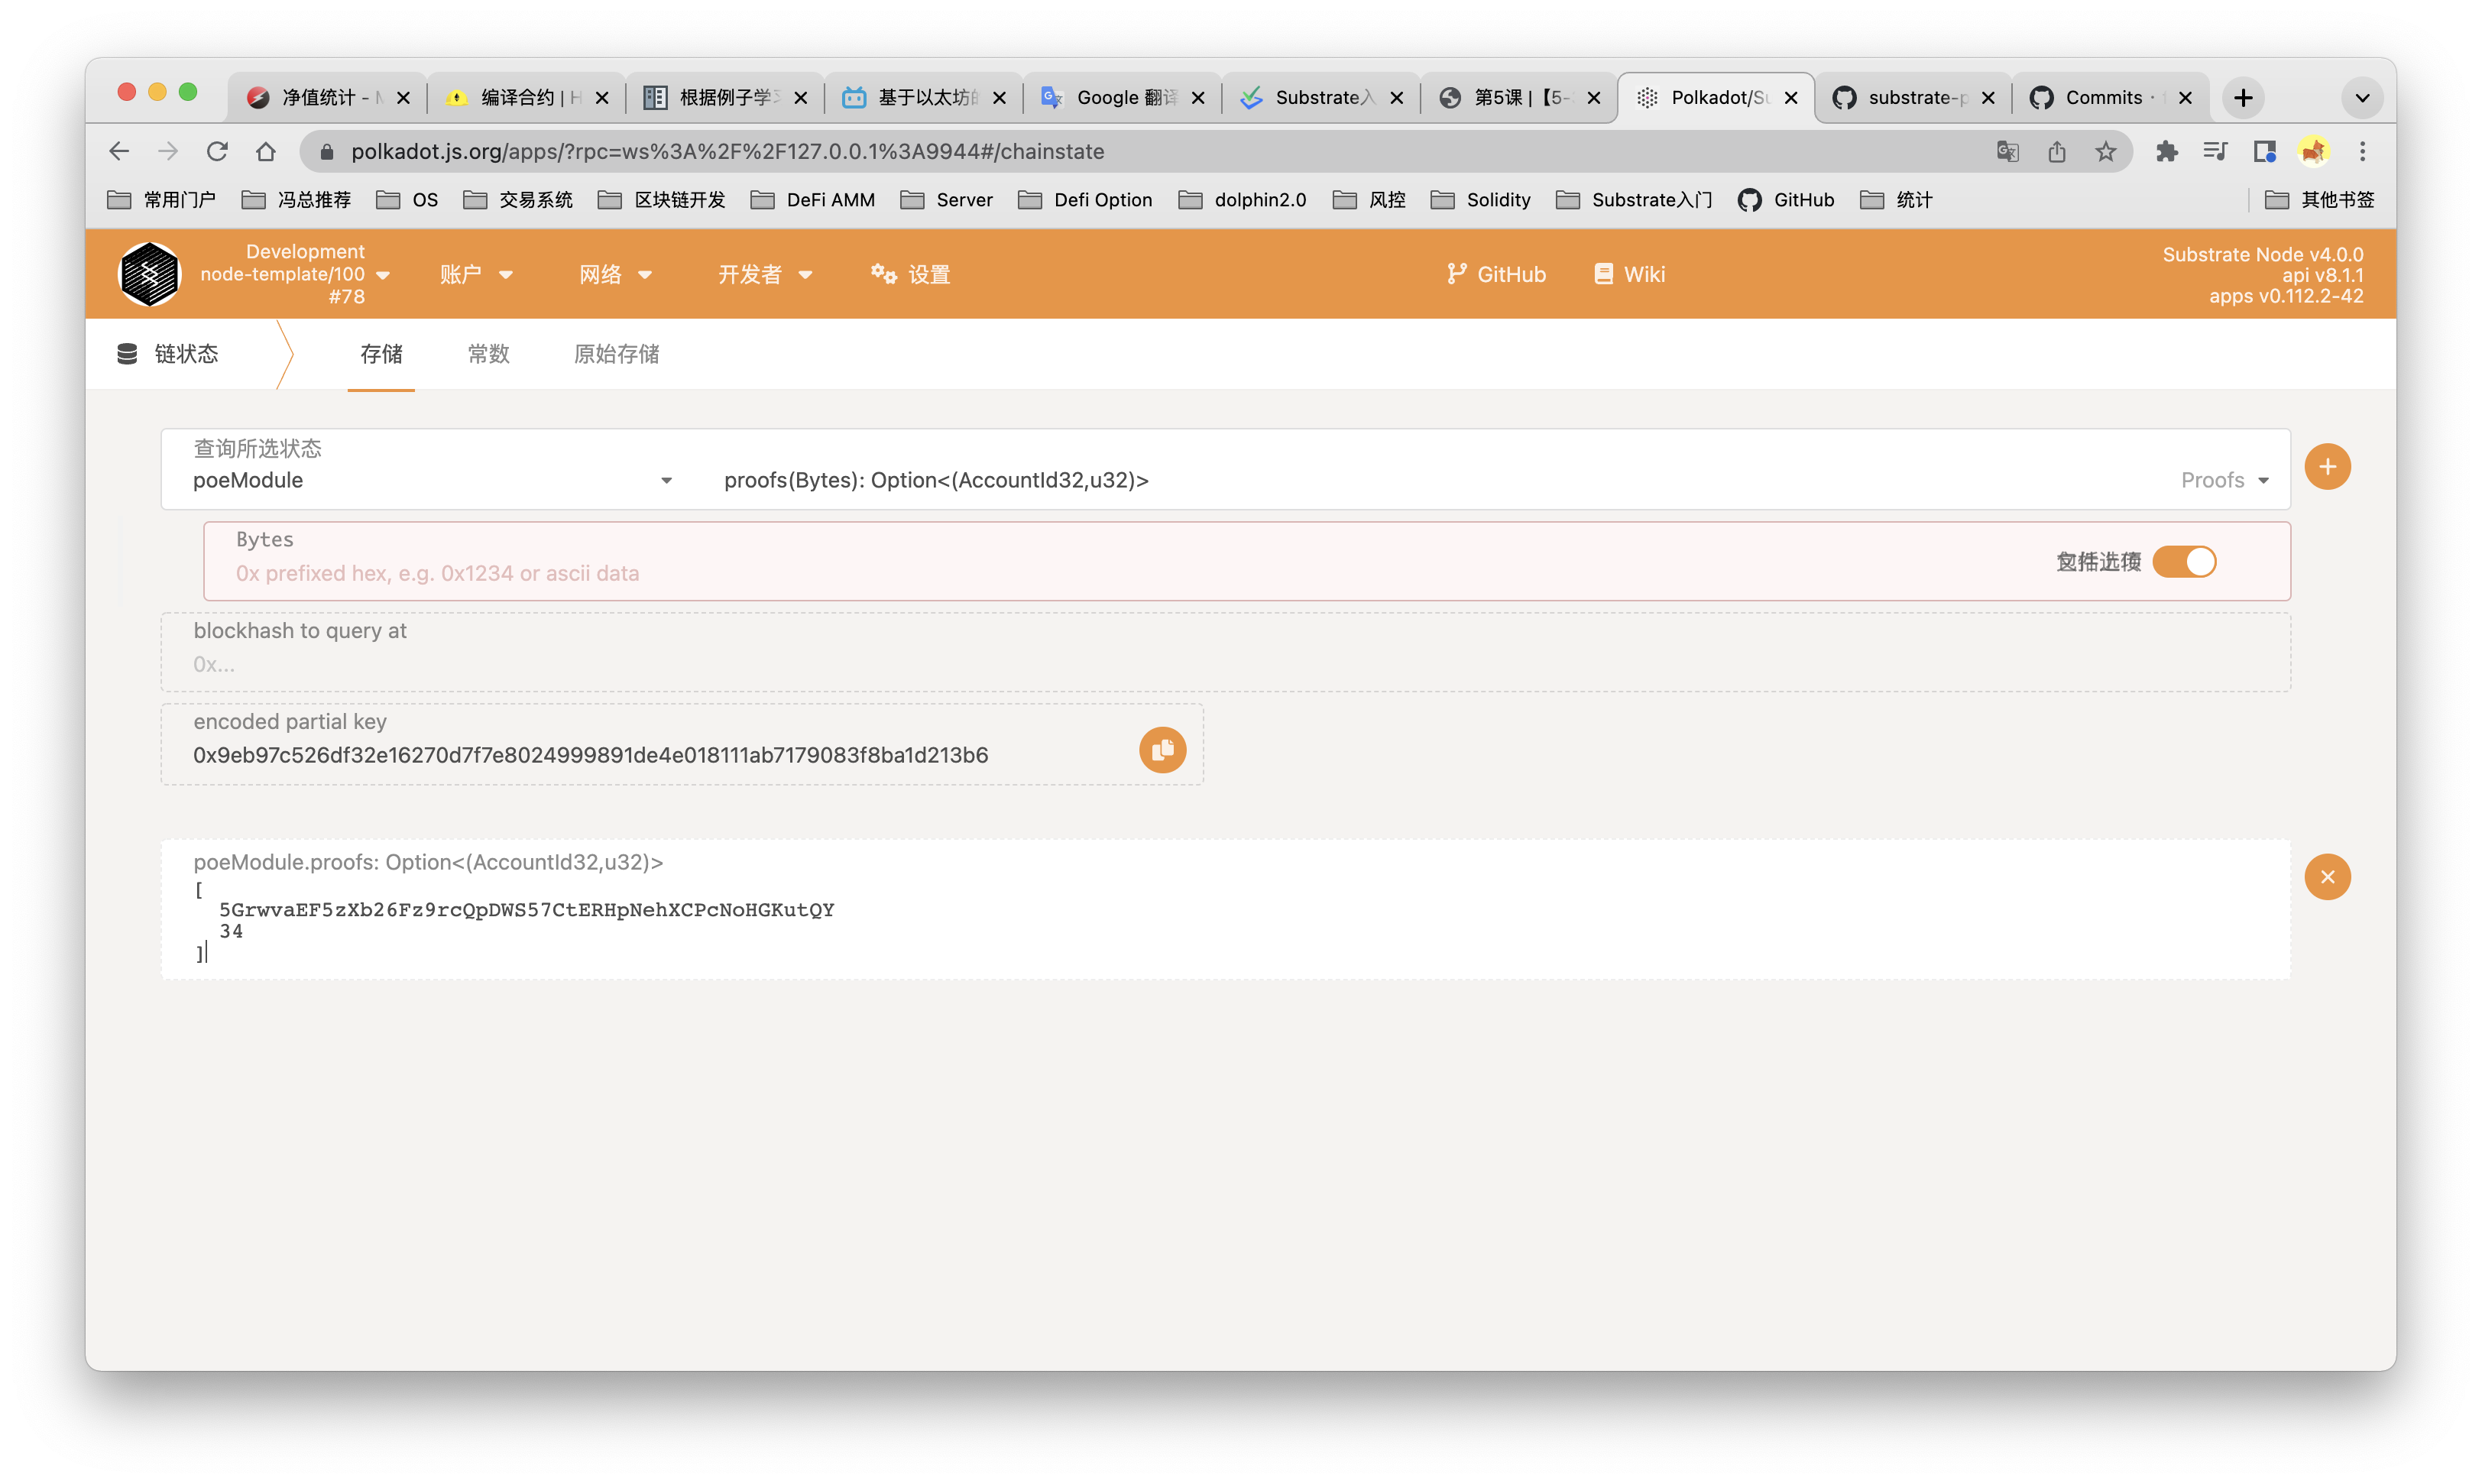 净值统计 -
编译合约 | H
根据例子学习
基于以太坊的
Google 翻译
Substrate入
第5课 | 【5-
Polkadot/Su
substrate-p
Commits ·
polkadot.js.org/apps/?rpc=ws%3A%2F%2F127.0.0.1%3A9944#/chainstate
常用门户
冯总推荐
OS
交易系统
区块链开发
DeFi AMM
Server
Defi Option
dolphin2.0
风控
Solidity
Substrate入门
GitHub
统计
其他书签
Development
node-template/100
#78
账户
网络
开发者
设置
GitHub
Wiki
Substrate Node v4.0.0
api v8.1.1
apps v0.112.2-42
链状态
存储
常数
原始存储
查询所选状态
poeModule
proofs(Bytes): Option<(AccountId32,u32)>
Proofs
Bytes
0x prefixed hex, e.g. 0x1234 or ascii data
blockhash to query at
0x...
encoded partial key
0x9eb97c526df32e16270d7f7e8024999891de4e018111ab7179083f8ba1d213b6
poeModule.proofs: Option<(AccountId32,u32)>
[
5GrwvaEF5zXb26Fz9rcQpDWS57CtERHpNehXCPcNoHGKutQY
34
]